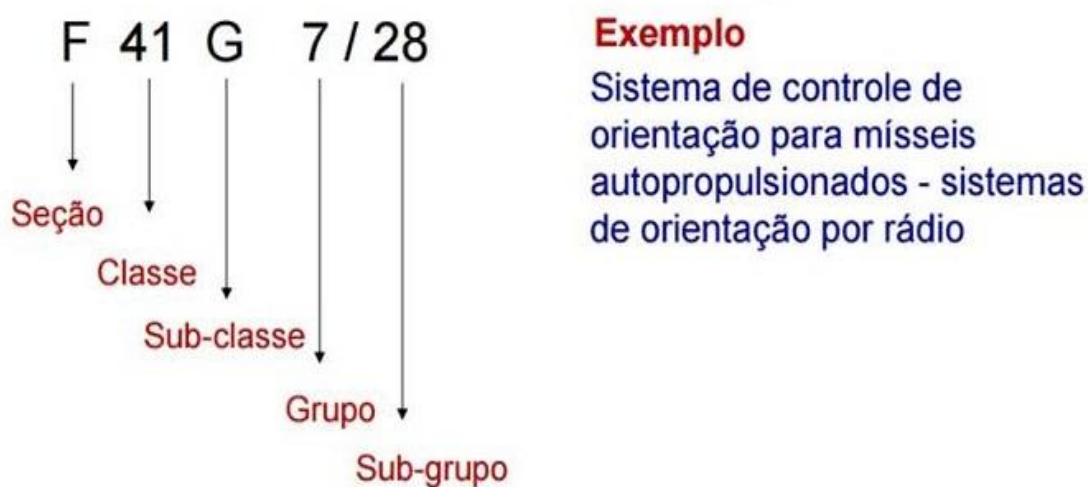 F 41 G 7 / 28
Seção
Classe
Sub-classe
Grupo
Sub-grupo
Exemplo
Sistema de controle de
orientação para mísseis
autopropulsionados - sistemas
de orientação por rádio